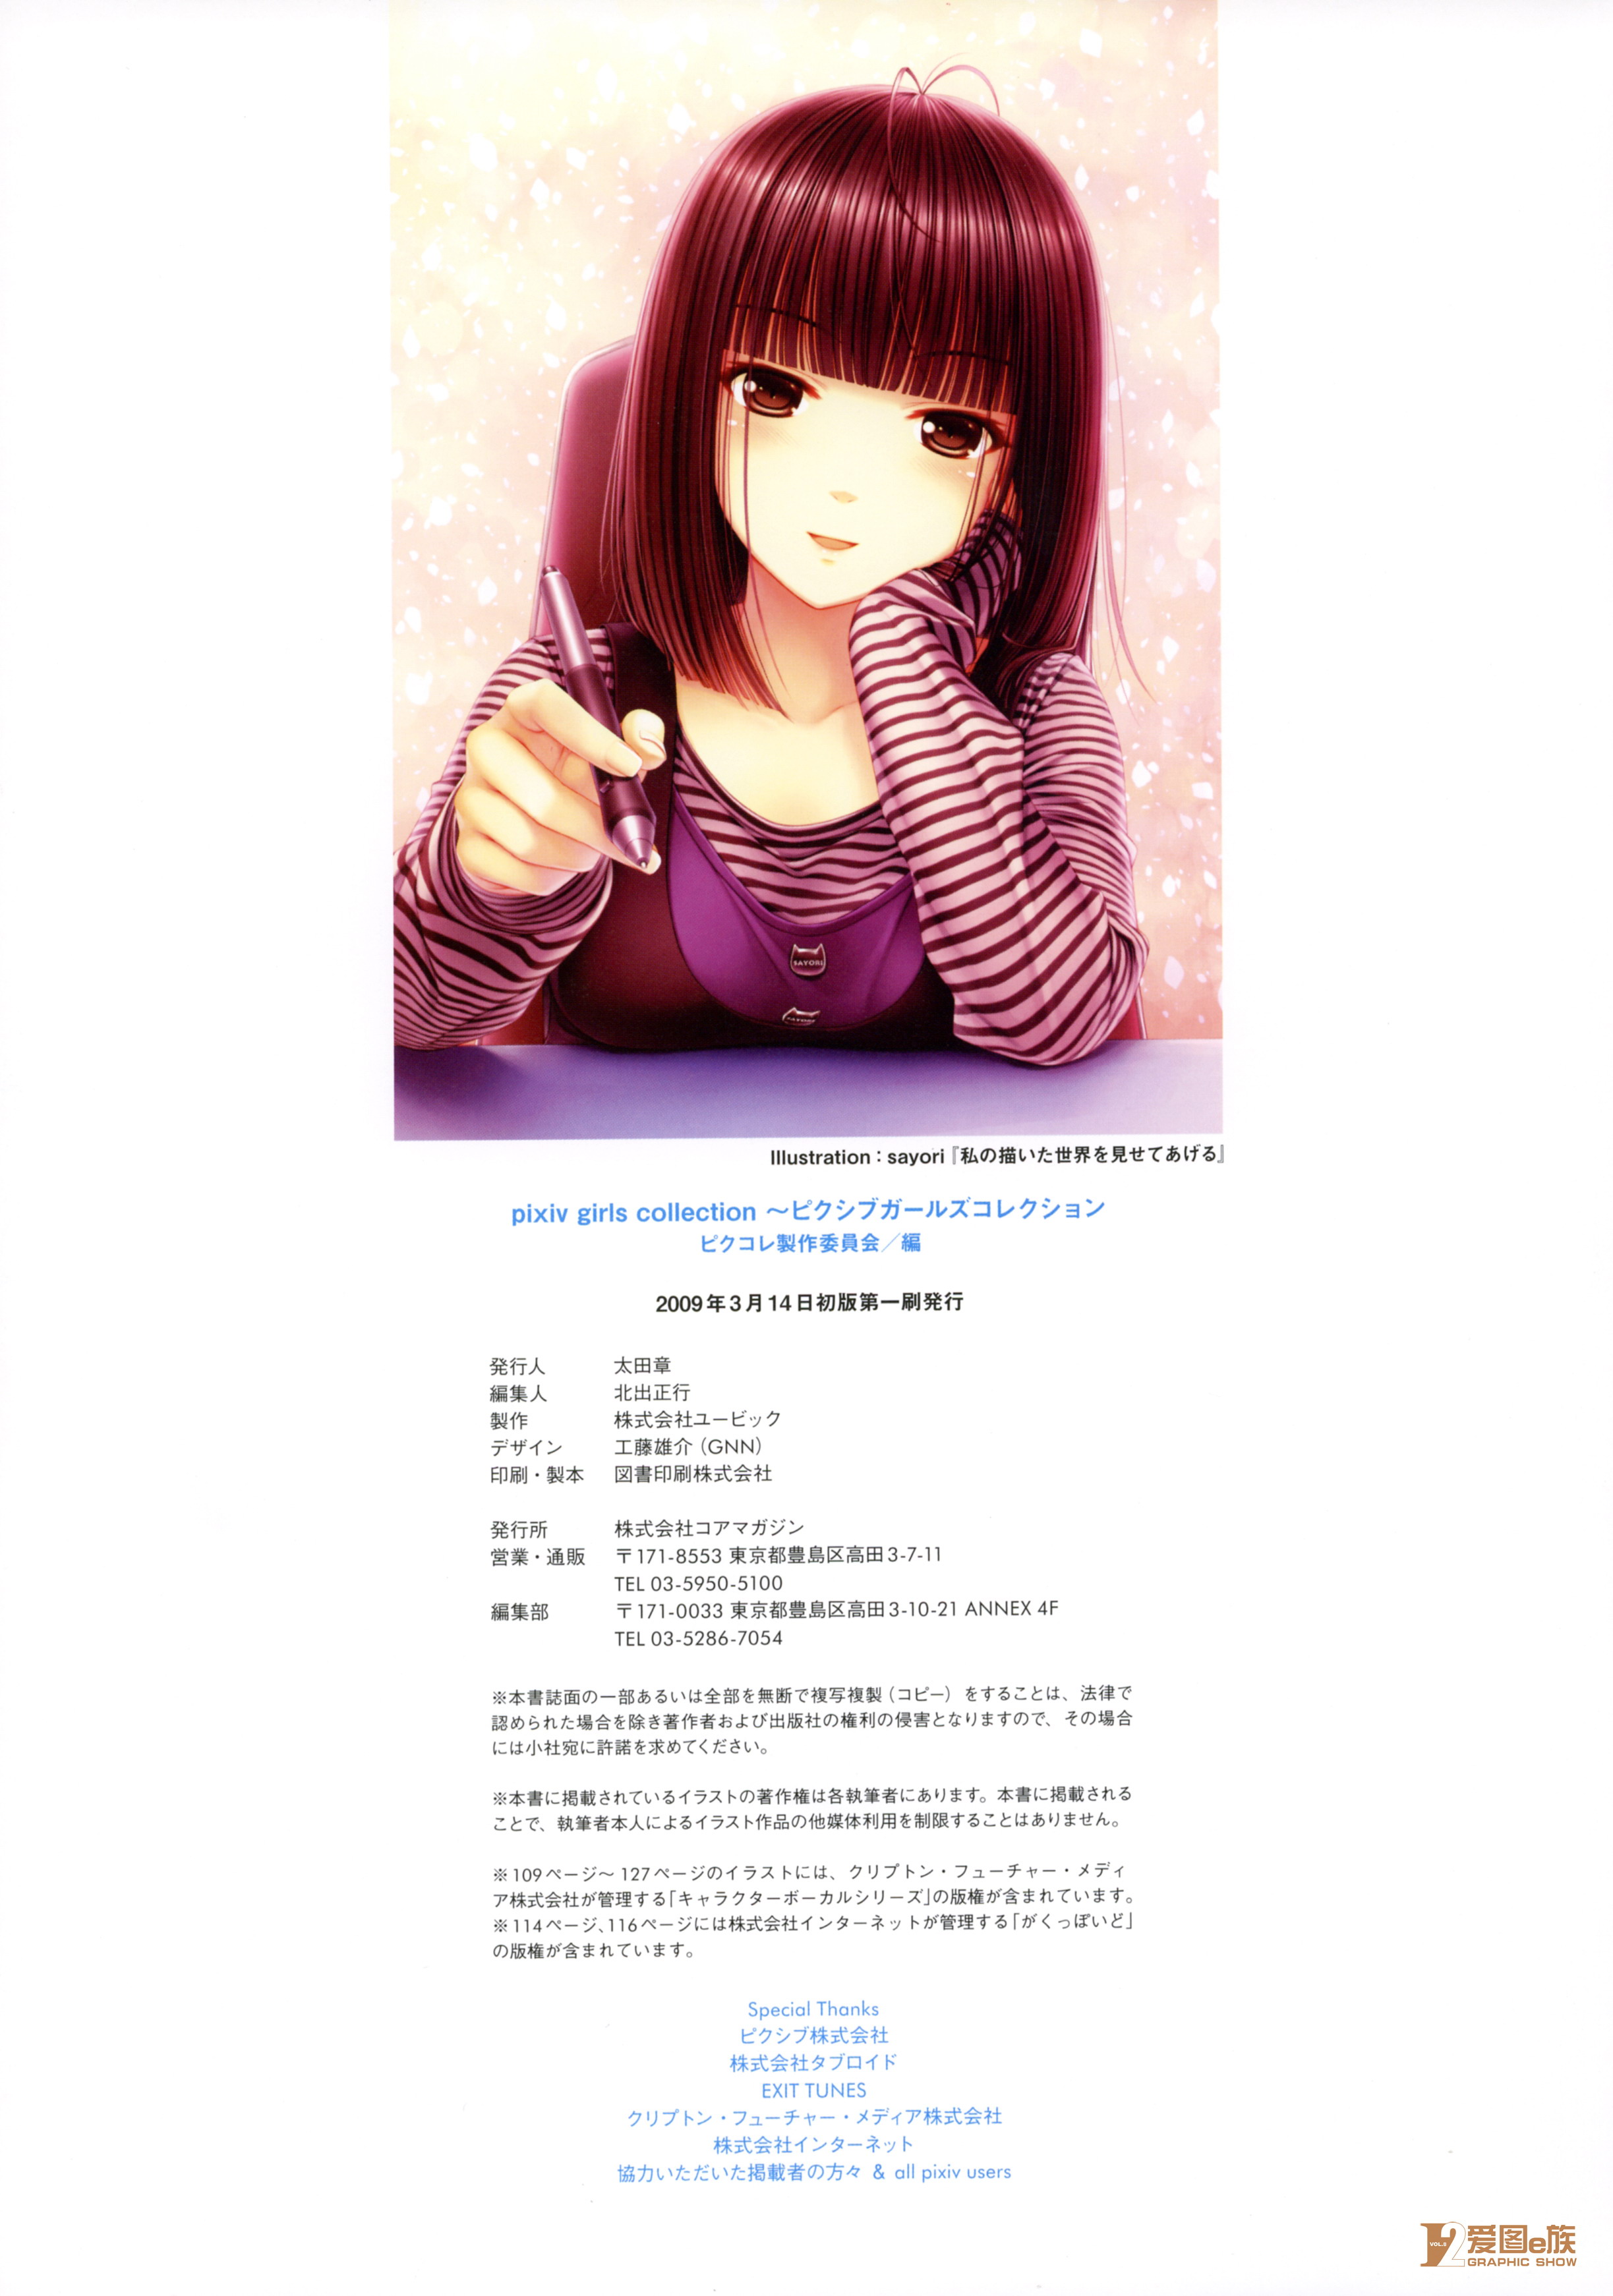 SAYORI
Illustration：sayori『私の描いた世界を見せてあげる』
pixiv girls collection ～ピクシブガールズコレクション
ピクコレ製作委員会／編
2009年3月14日初版第一刷発行
発行人 太田章
編集人 北出正行
製作 株式会社ユービック
デザイン 工藤雄介（GNN）
印刷・製本 図書印刷株式会社
発行所 株式会社コアマガジン
営業・通販 〒171-8553 東京都豊島区高田3-7-11
TEL 03-5950-5100
編集部 〒171-0033 東京都豊島区高田3-10-21 ANNEX 4F
TEL 03-5286-7054
※本書誌面の一部あるいは全部を無断で複写複製（コピー）をすることは、法律で
認められた場合を除き著作者および出版社の権利の侵害となりますので、その場合
には小社宛に許諾を求めてください。
※本書に掲載されているイラストの著作権は各執筆者にあります。本書に掲載される
ことで、執筆者本人によるイラスト作品の他媒体利用を制限することはありません。
※109ページ～127ページのイラストには、クリプトン・フューチャー・メディ
ア株式会社が管理する「キャラクターボーカルシリーズ」の版権が含まれています。
※114ページ、116ページには株式会社インターネットが管理する「がくっぽいど」
の版権が含まれています。
Special Thanks
ピクシブ株式会社
株式会社タブロイド
EXIT TUNES
クリプトン・フューチャー・メディア株式会社
株式会社インターネット
協力いただいた掲載者の方々 & all pixiv users
爱图e族
GRAPHIC SHOW